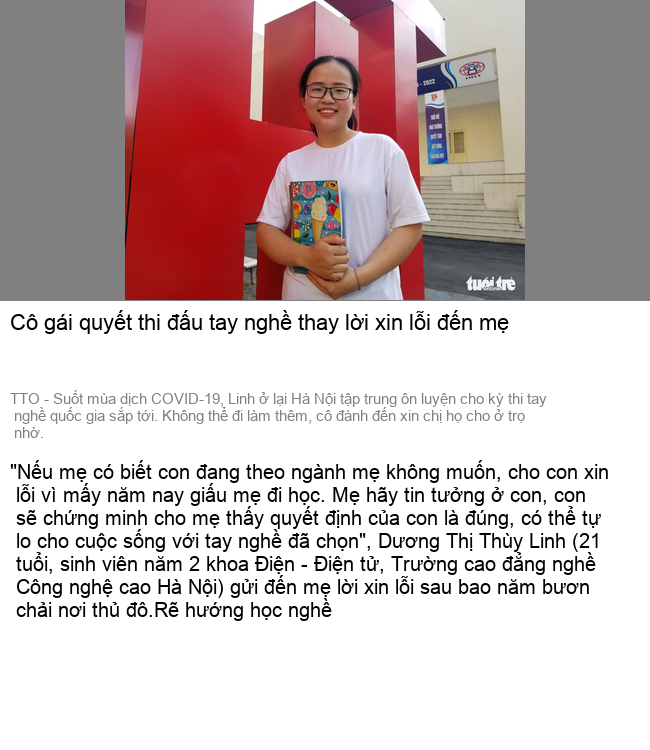 - 2022
HHT
tuổi trẻ
Cô gái quyết thi đấu tay nghề thay lời xin lỗi đến mẹ
TTO - Suốt mùa dịch COVID-19, Linh ở lại Hà Nội tập trung ôn luyện cho kỳ thi tay
nghề quốc gia sắp tới. Không thể đi làm thêm, cô đành đến xin chị họ cho ở trọ
nhờ.
"Nếu mẹ có biết con đang theo ngành mẹ không muốn, cho con xin
lỗi vì mấy năm nay giấu mẹ đi học. Mẹ hãy tin tưởng ở con, con
sẽ chứng minh cho mẹ thấy quyết định của con là đúng, có thể tự
lo cho cuộc sống với tay nghề đã chọn", Dương Thị Thùy Linh (21
tuổi, sinh viên năm 2 khoa Điện - Điện tử, Trường cao đẳng nghề
Công nghệ cao Hà Nội) gửi đến mẹ lời xin lỗi sau bao năm bươn
chải nơi thủ đô.Rẽ hướng học nghề